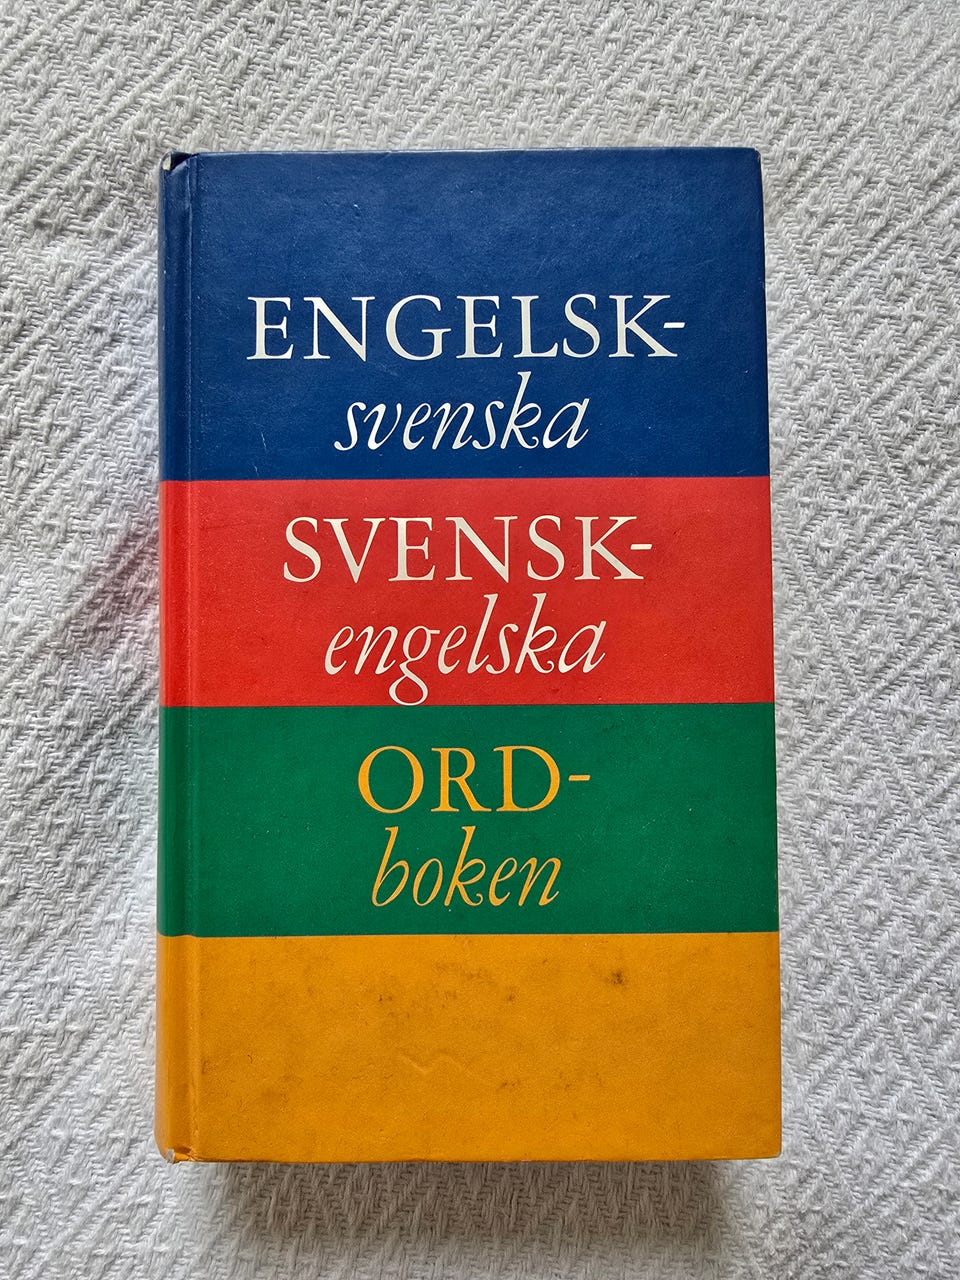 ENGELSK-
svenska
SVENSK-
engelska
ORD-
boken